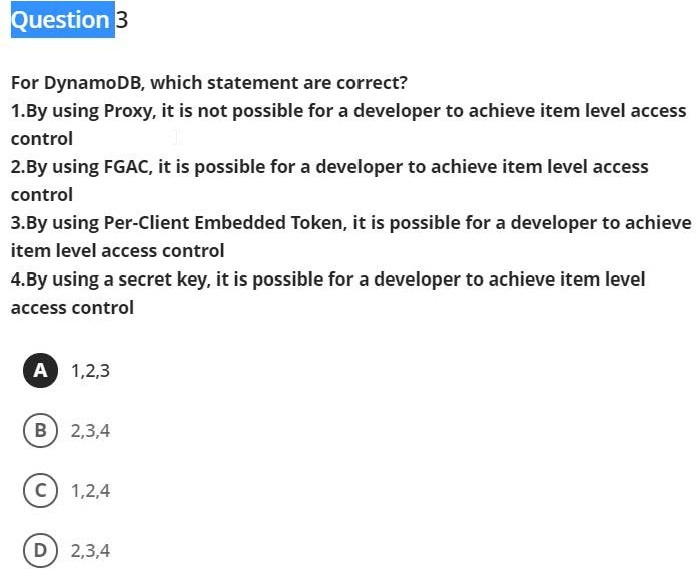 Question 3
For DynamoDB, which statement are correct?
1.By using Proxy, it is not possible for a developer to achieve item level access
control
2.By using FGAC, it is possible for a developer to achieve item level access
control
3.By using Per-Client Embedded Token, it is possible for a developer to achieve
item level access control
4.By using a secret key, it is possible for a developer to achieve item level
access control
A 1,2,3
B 2,3,4
C 1,2,4
D 2,3,4